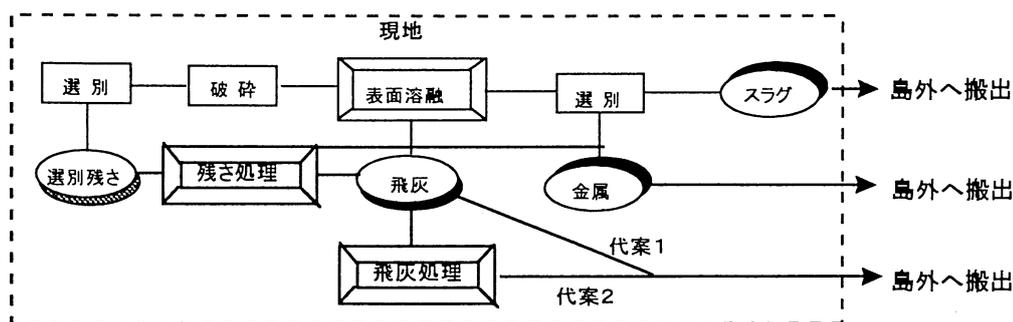 現地
選別
破砕
表面溶融
選別
スラグ
島外へ搬出
選別残さ
残さ処理
飛灰
金属
島外へ搬出
代案1
飛灰処理
代案2
島外へ搬出